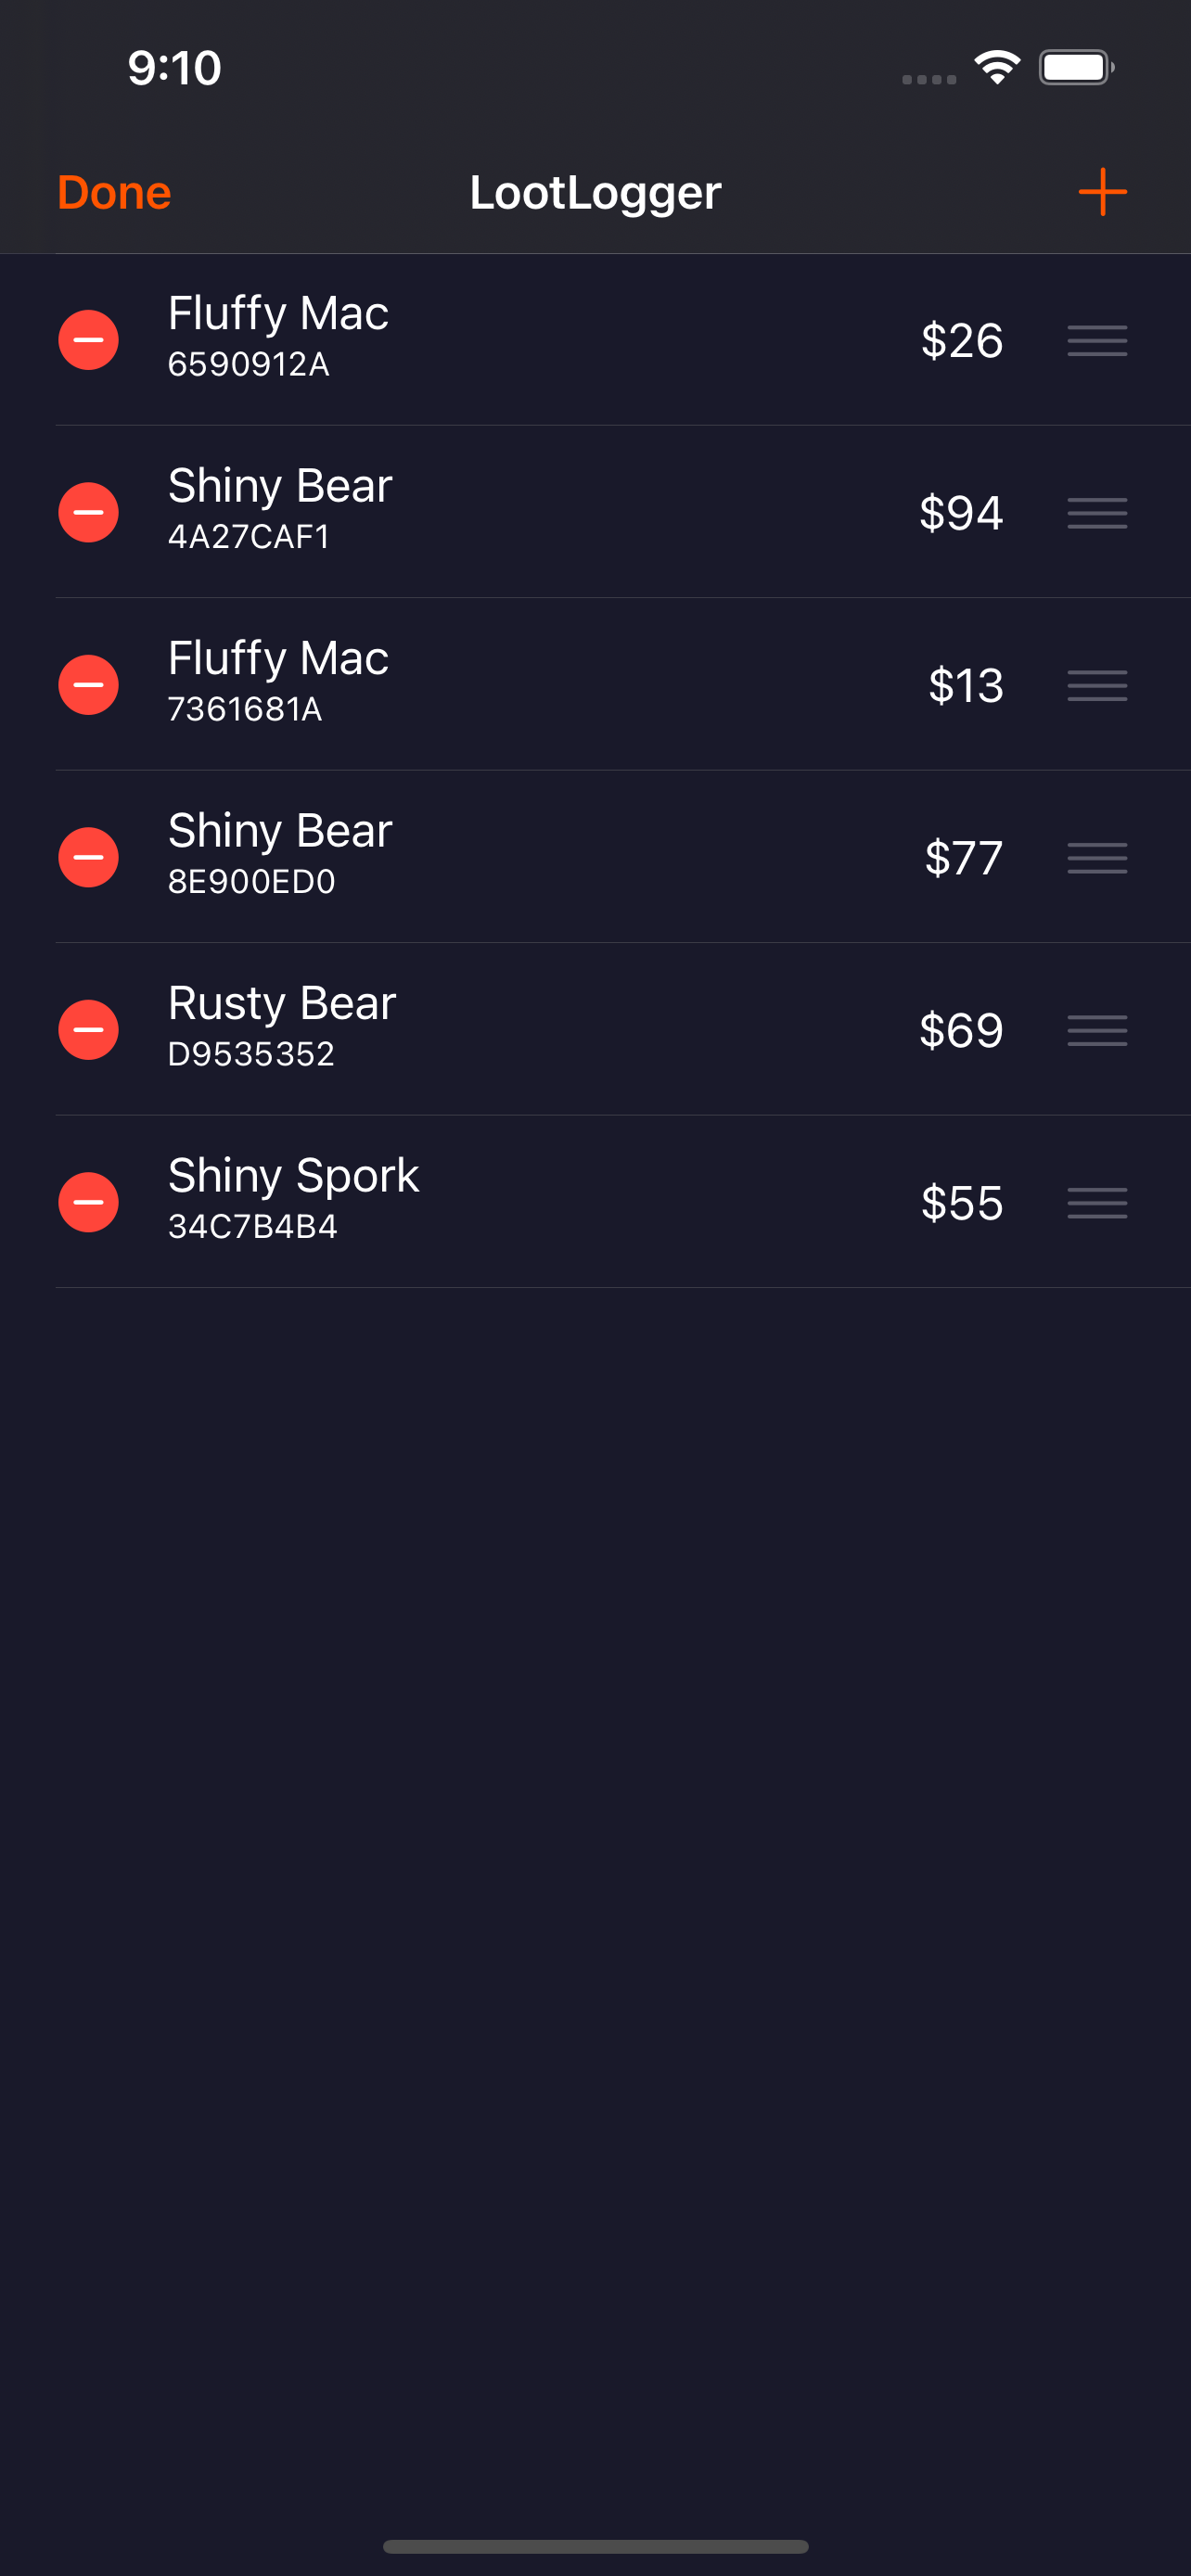 9:10
Done LootLogger +
Fluffy Mac
6590912A
$26
Shiny Bear
4A27CAF1
$94
Fluffy Mac
7361681A
$13
Shiny Bear
8E900ED0
$77
Rusty Bear
D9535352
$69
Shiny Spork
34C7B4B4
$55